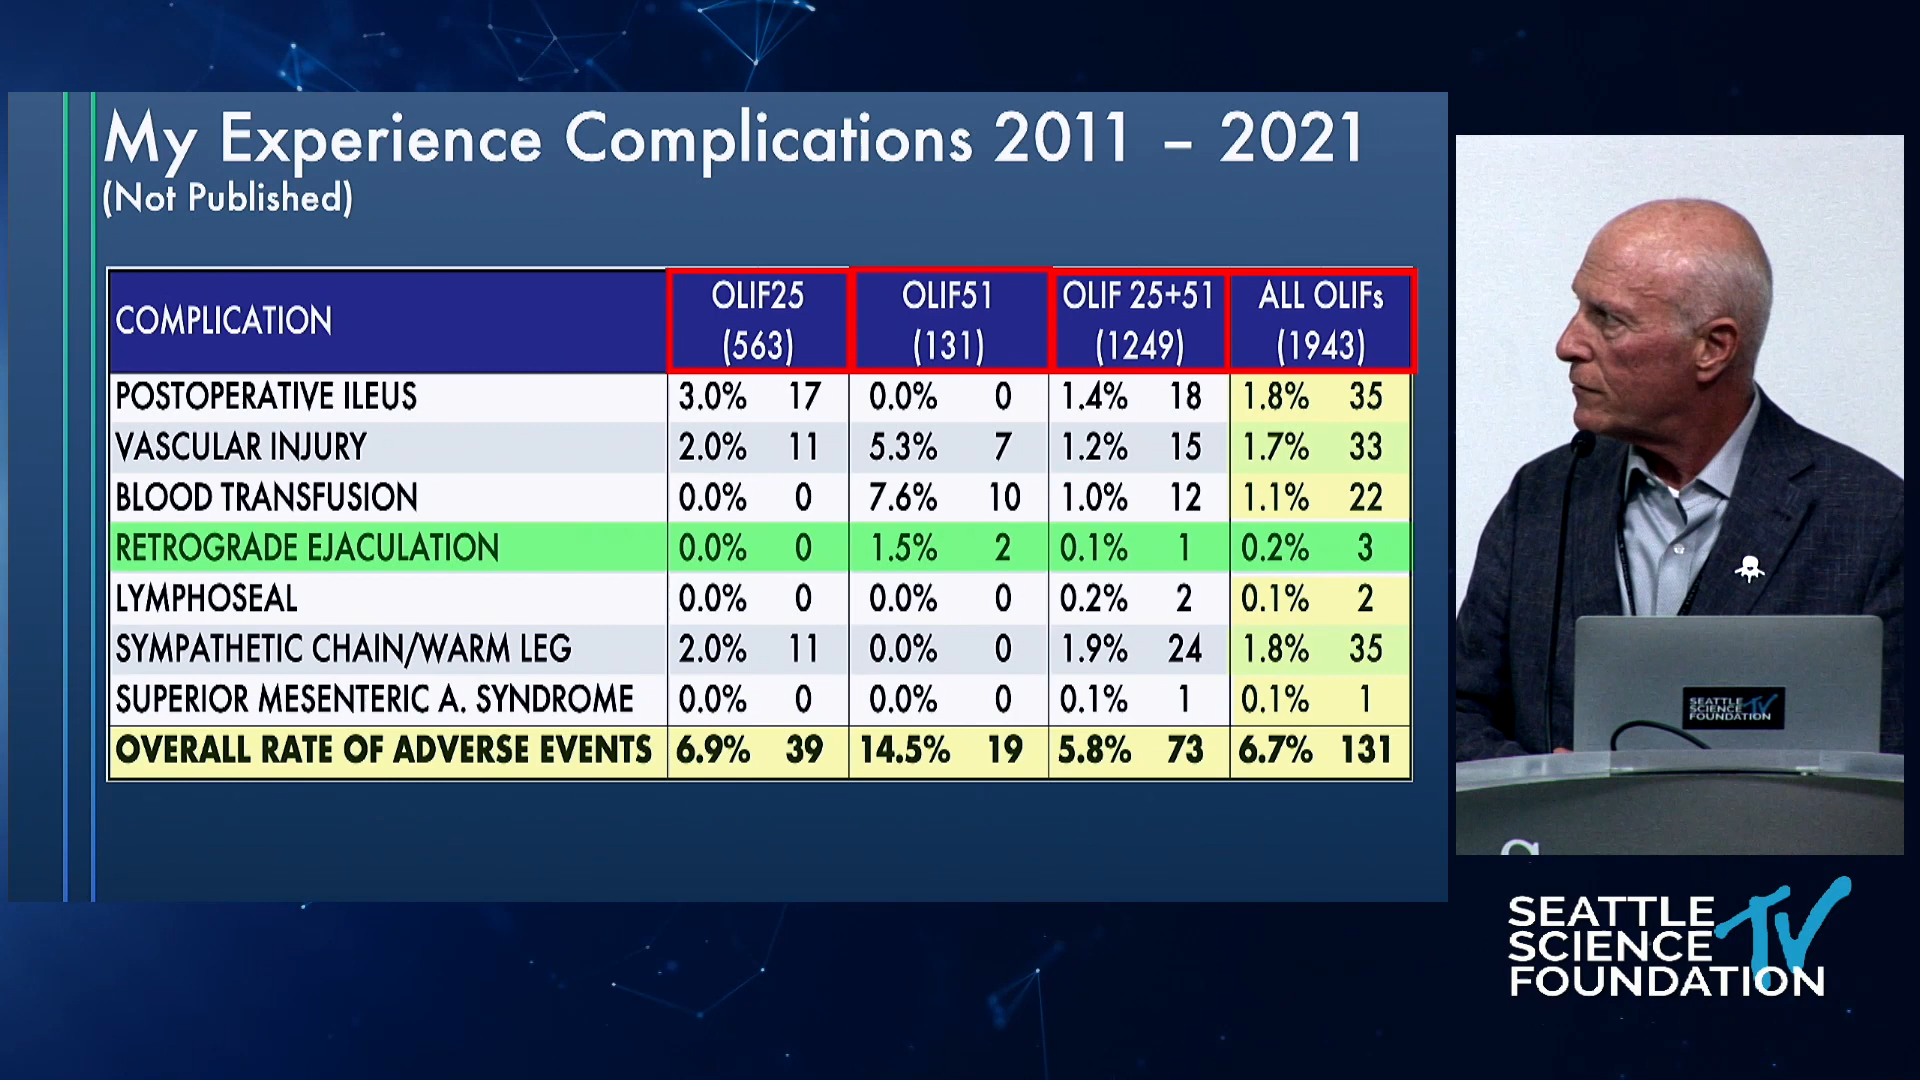 My Experience Complications 2011 – 2021
(Not Published)
COMPLICATION OLIF25 (563) OLIF51 (131) OLIF 25+51 (1249) ALL OLIFs (1943)
POSTOPERATIVE ILEUS 3.0% 17 0.0% 0 1.4% 18 1.8% 35
VASCULAR INJURY 2.0% 11 5.3% 7 1.2% 15 1.7% 33
BLOOD TRANSFUSION 0.0% 0 7.6% 10 1.0% 12 1.1% 22
RETROGRADE EJACULATION 0.0% 0 1.5% 2 0.1% 1 0.2% 3
LYMPHOSEAL 0.0% 0 0.0% 0 0.2% 2 0.1% 2
SYMPATHETIC CHAIN/WARM LEG 2.0% 11 0.0% 0 1.9% 24 1.8% 35
SUPERIOR MESENTERIC A. SYNDROME 0.0% 0 0.0% 0 0.1% 1 0.1% 1
OVERALL RATE OF ADVERSE EVENTS 6.9% 39 14.5% 19 5.8% 73 6.7% 131
SEATTLE
SCIENCE TV
FOUNDATION
S
SEATTLE
SCIENCE TV
FOUNDATION